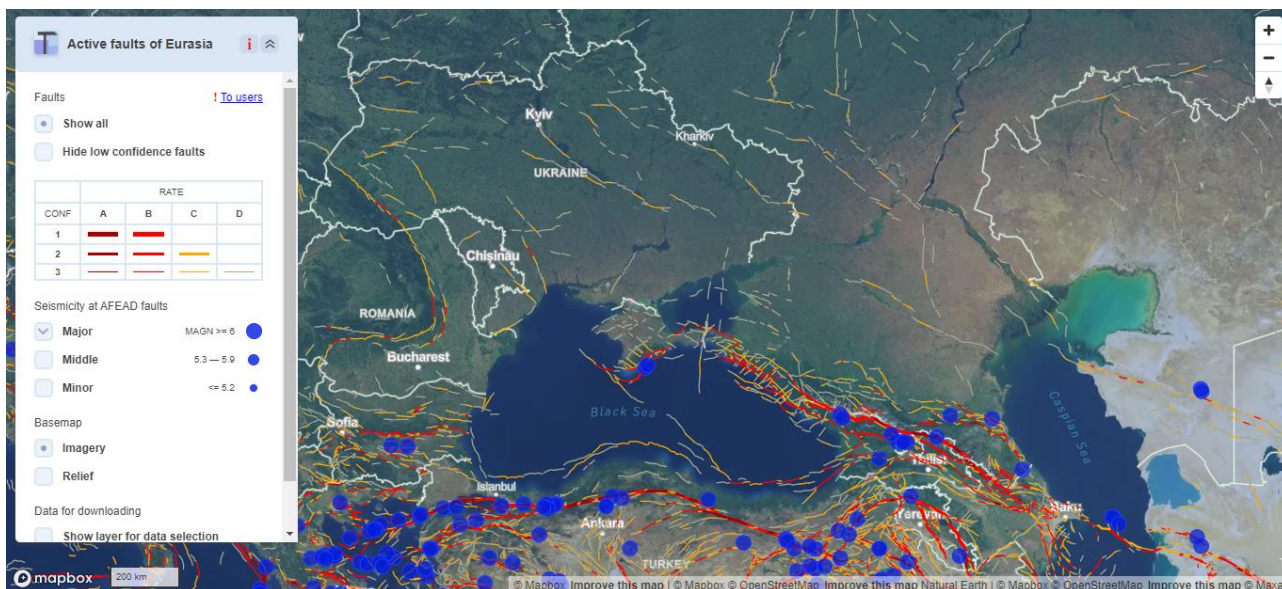 Active faults of Eurasia
i
Faults
! To users
Show all
Hide low confidence faults
RATE
CONF A B C D
1
2
3
Seismicity at AFEAD faults
Major MAGN >= 6
Middle 5.3 — 5.9
Minor <= 5.2
Basemap
Imagery
Relief
Data for downloading
Show layer for data selection
mapbox
200 km
Kyiv
Kharkiv
UKRAINE
Chișinău
ROMANIA
Bucharest
Black Sea
Sofia
Caspian Sea
Tbilisi
Istanbul
Baku
Ankara
Yerevan
TURKEY
© Mapbox Improve this map | © Mapbox © OpenStreetMap Improve this map Natural Earth | © Mapbox © OpenStreetMap Improve this map © Maxa